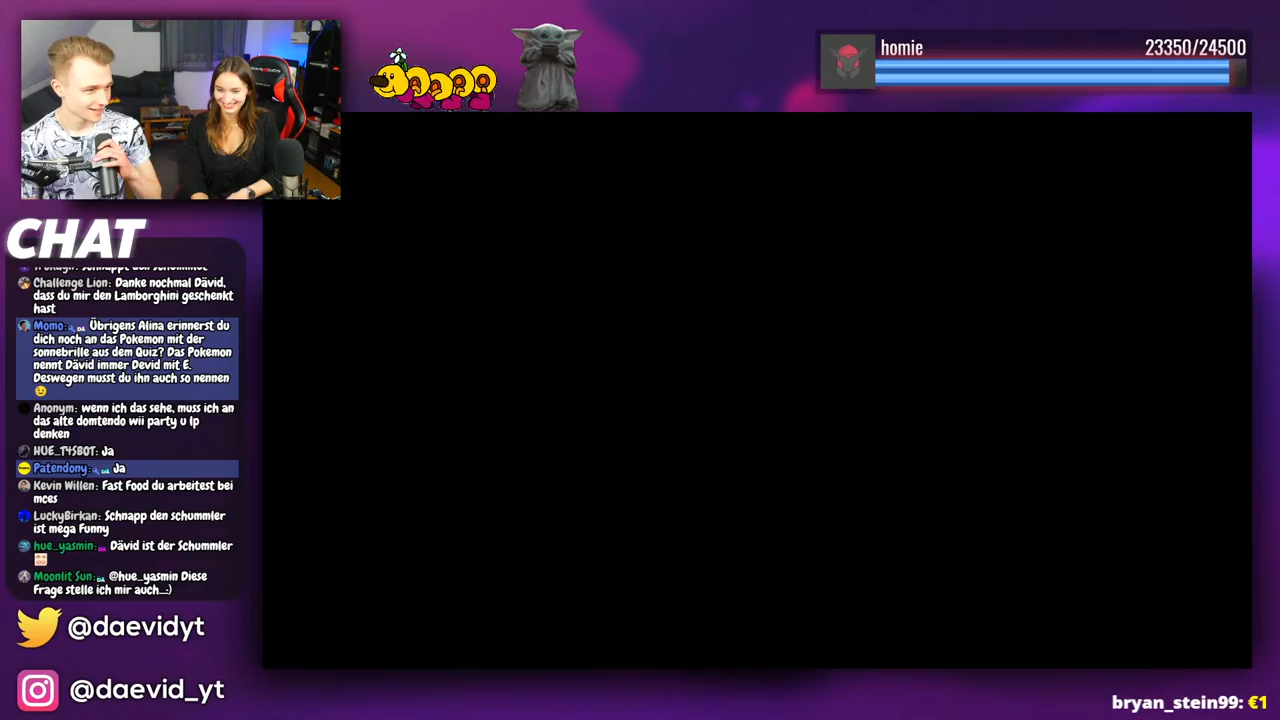 homie
23350/24500
CHAT
Challenge Lion: Danke nochmal Dävid,
dass du mir den Lamborghini geschenkt
hast
Momo: Übrigens Alina erinnerst du
dich noch an das Pokemon mit der
sonnebrille aus dem Quiz? Das Pokemon
nennt Dävid immer Devid mit E.
Deswegen musst du ihn auch so nennen
Anonym: wenn ich das sehe, muss ich an
das alte domtendo wii party u lp
denken
HUE_T4SBOT: Ja
Patendony: Ja
Kevin Willen: Fast Food du arbeitest bei
mces
LuckyBirkan: Schnapp den schummler
ist mega Funny
hue_yasmin: DA Dävid ist der Schummler
Moonlit Sun: DA @hue_yasmin Diese
Frage stelle ich mir auch...:)
@daevidyt
@daevid_yt
bryan_stein99: €1